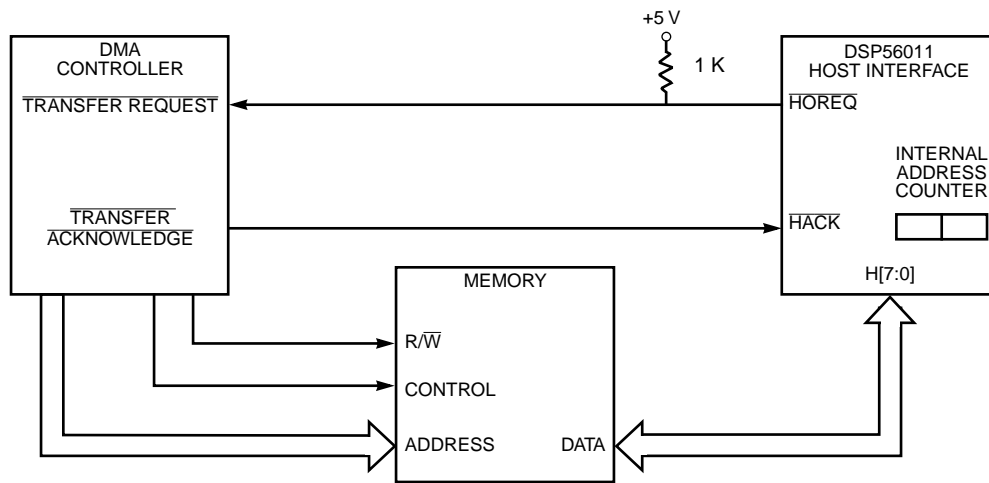 +5 V
1 K
DMA
CONTROLLER
TRANSFER REQUEST
TRANSFER
ACKNOWLEDGE
DSP56011
HOST INTERFACE
HOREQ
INTERNAL
ADDRESS
COUNTER
HACK
H[7:0]
MEMORY
R/W
CONTROL
ADDRESS
DATA